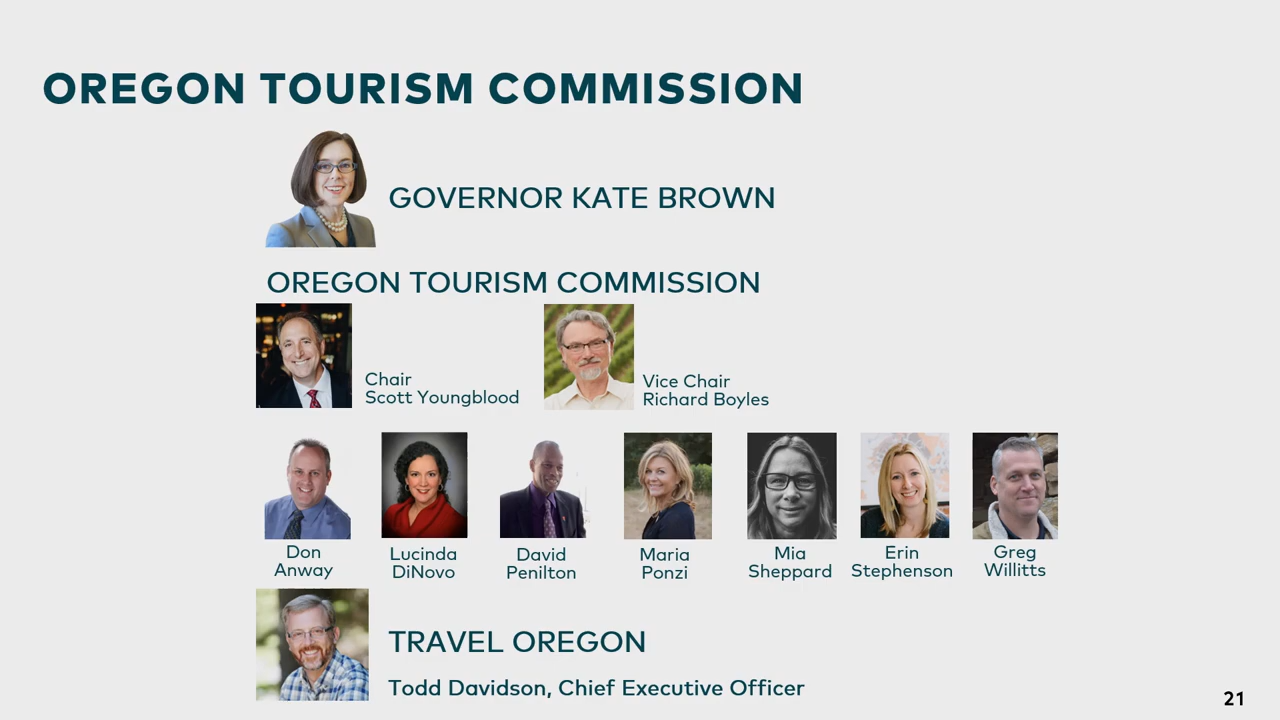 OREGON TOURISM COMMISSION
GOVERNOR KATE BROWN
OREGON TOURISM COMMISSION
Chair
Scott Youngblood
Vice Chair
Richard Boyles
Don
Anway
Lucinda
DiNovo
David
Penilton
Maria
Ponzi
Mia
Sheppard
Erin
Stephenson
Greg
Willitts
TRAVEL OREGON
Todd Davidson, Chief Executive Officer
21